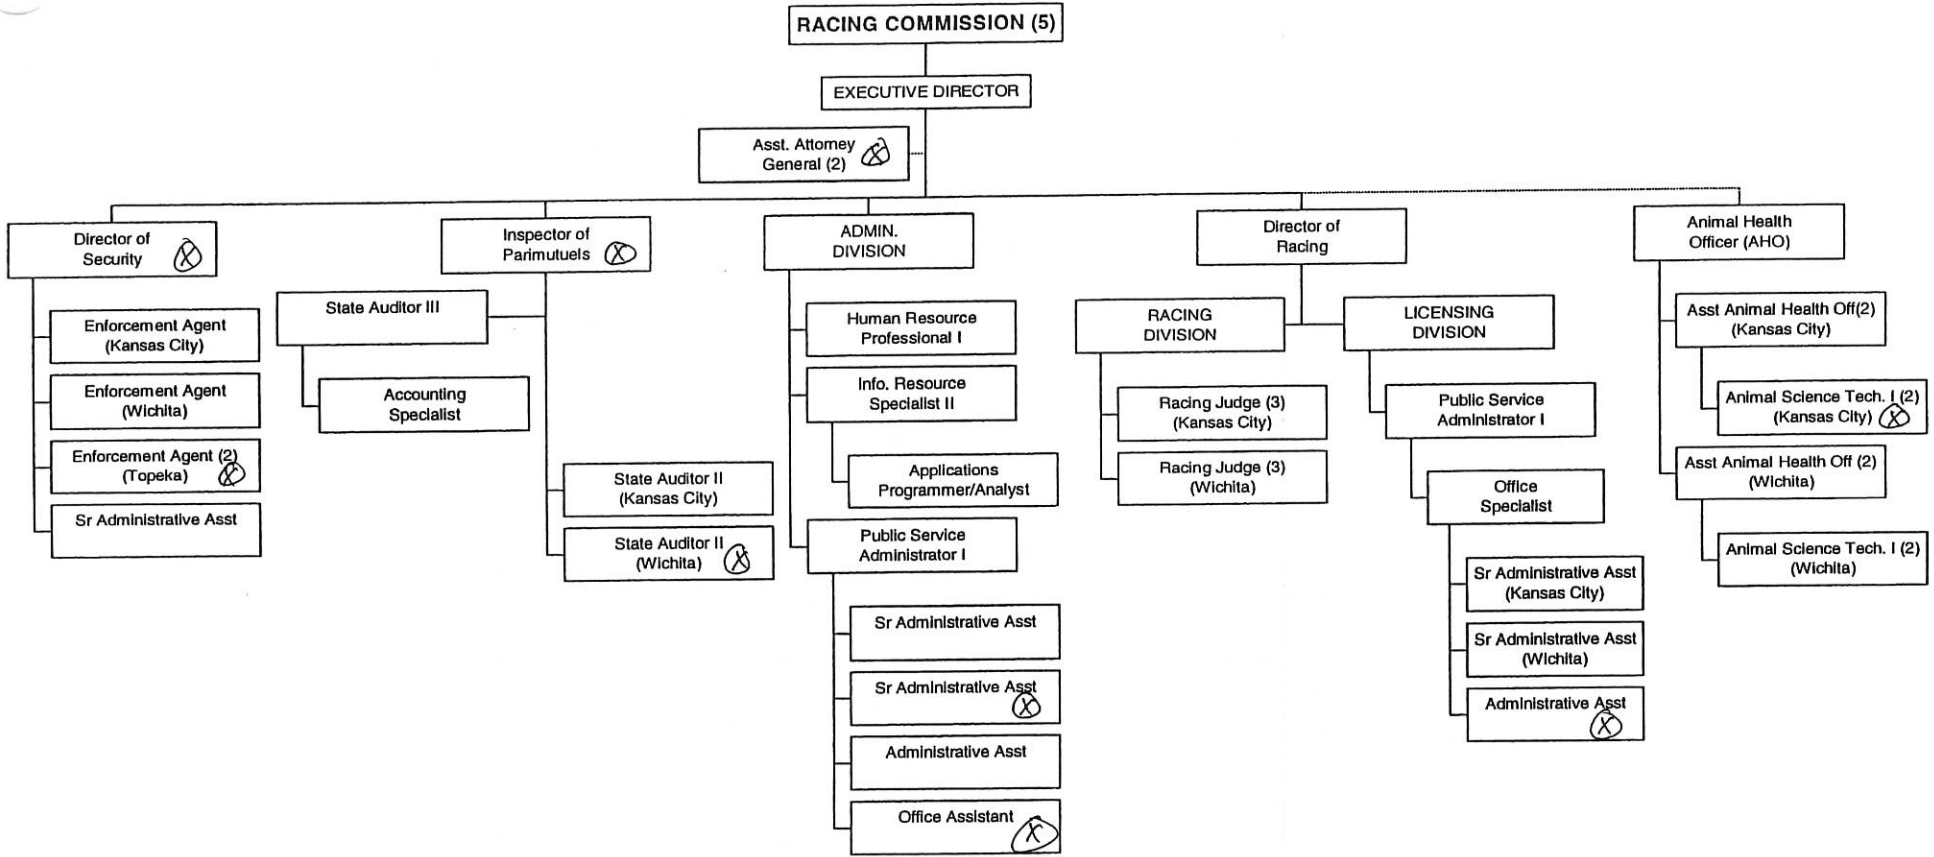 RACING COMMISSION (5)
EXECUTIVE DIRECTOR
Asst. Attorney
General (2) X
Director of
Security X
Enforcement Agent
(Kansas City)
Enforcement Agent
(Wichita)
Enforcement Agent (2)
(Topeka) X
Sr Administrative Asst
Inspector of
Parimutuels X
State Auditor III
Accounting
Specialist
State Auditor II
(Kansas City)
State Auditor II
(Wichita) X
ADMIN.
DIVISION
Human Resource
Professional I
Info. Resource
Specialist II
Applications
Programmer/Analyst
Public Service
Administrator I
Sr Administrative Asst
Sr Administrative Asst
X
Administrative Asst
Office Assistant
X
Director of
Racing
RACING
DIVISION
Racing Judge (3)
(Kansas City)
Racing Judge (3)
(Wichita)
LICENSING
DIVISION
Public Service
Administrator I
Office
Specialist
Sr Administrative Asst
(Kansas City)
Sr Administrative Asst
(Wichita)
Administrative Asst
X
Animal Health
Officer (AHO)
Asst Animal Health Off(2)
(Kansas City)
Animal Science Tech. I (2)
(Kansas City) X
Asst Animal Health Off (2)
(Wichita)
Animal Science Tech. I (2)
(Wichita)